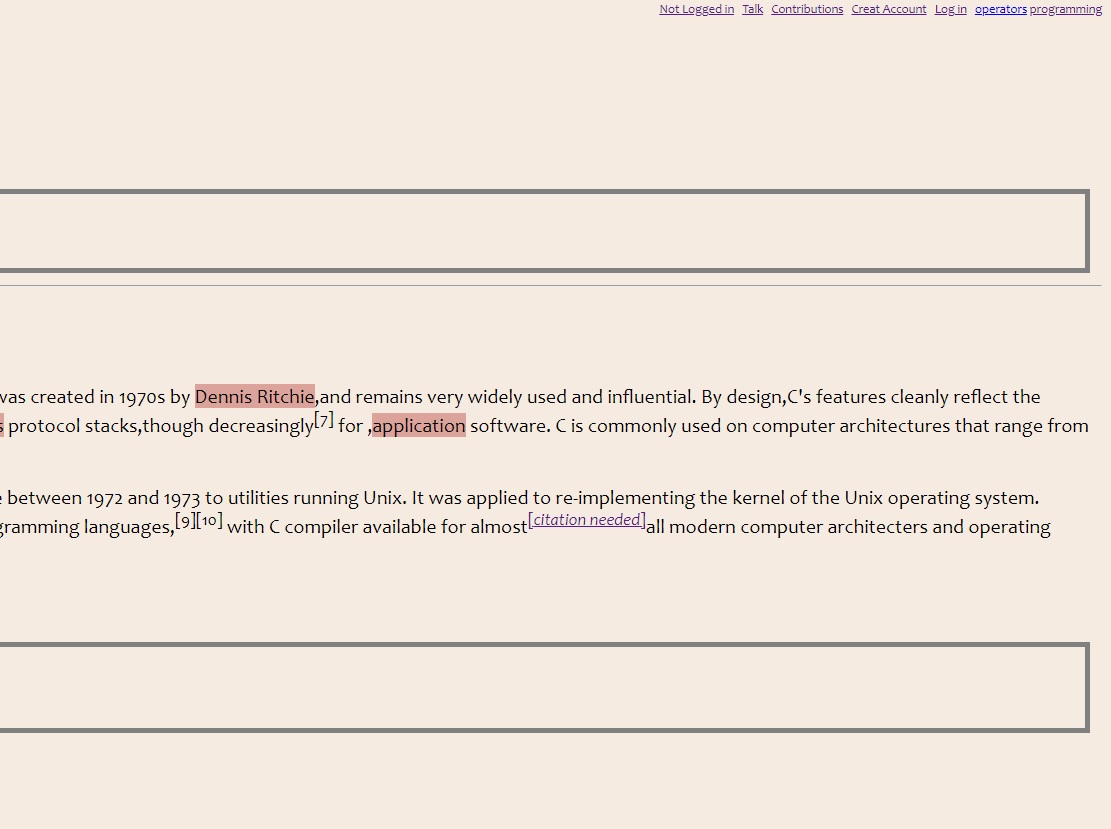 Not Logged in Talk Contributions Creat Account Log in operators programming
was created in 1970s by Dennis Ritchie,and remains very widely used and influential. By design,C's features cleanly reflect the
s protocol stacks,though decreasingly[7] for ,application software. C is commonly used on computer architectures that range from
e between 1972 and 1973 to utilities running Unix. It was applied to re-implementing the kernel of the Unix operating system.
gramming languages,[9][10] with C compiler available for almost[citation needed]all modern computer architecters and operating